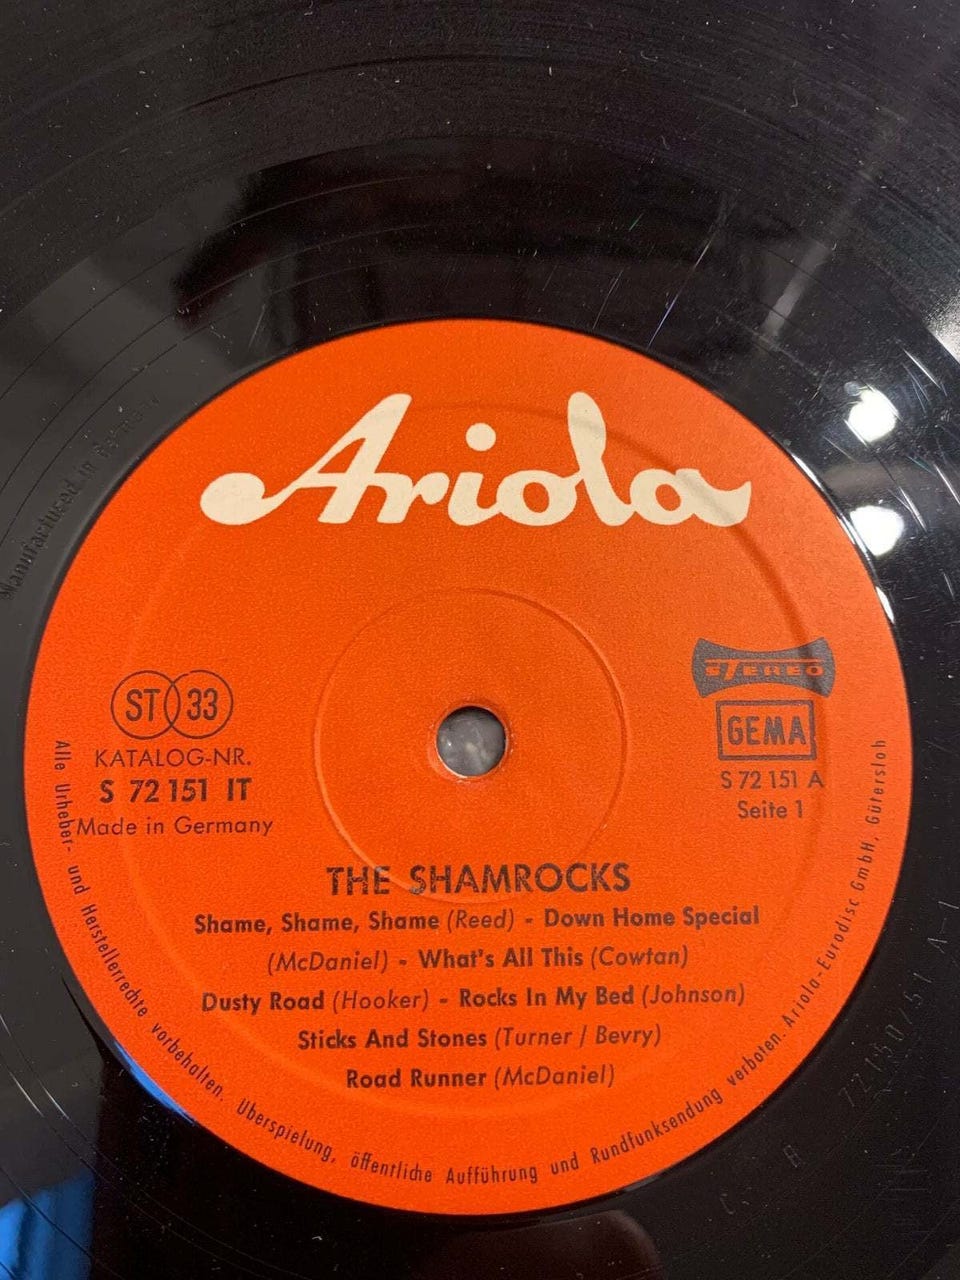 Ariola
Manufactured in Germany
ST 33
KATALOG-NR.
S 72 151 IT
Made in Germany
STEREO
GEMA
S 72 151 A
Seite 1
THE SHAMROCKS
Shame, Shame, Shame (Reed) - Down Home Special
(McDaniel) - What's All This (Cowtan)
Dusty Road (Hooker) - Rocks In My Bed (Johnson)
Sticks And Stones (Turner / Bevry)
Road Runner (McDaniel)
Alle Urheber- und Herstellerrechte vorbehalten. Überspielung, öffentliche Aufführung und Rundfunksendung verboten. Ariola-Eurodisc GmbH, Gütersloh